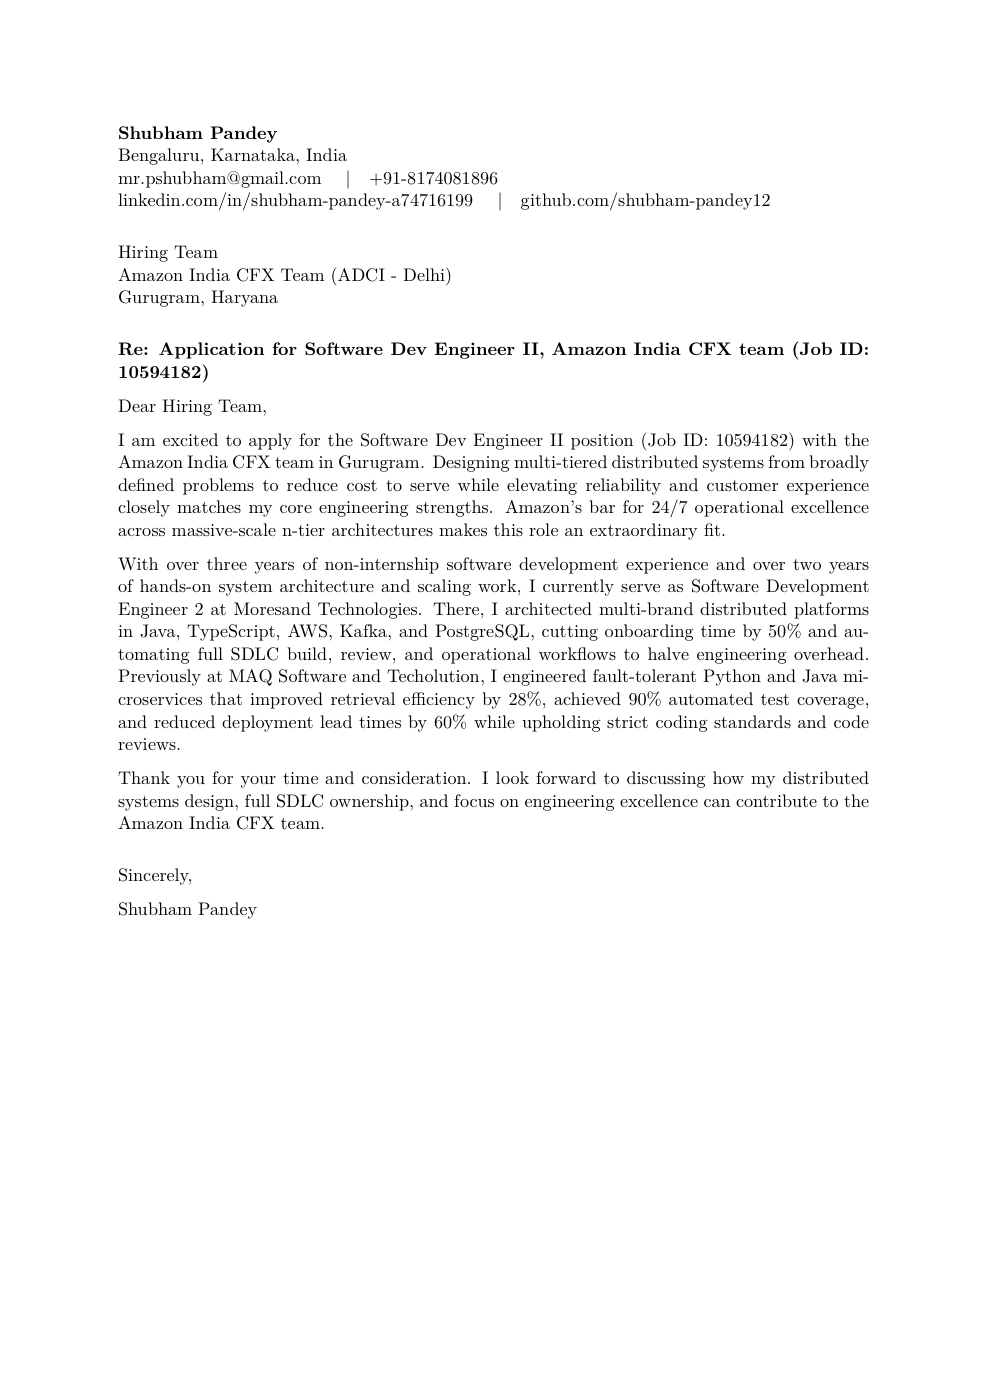 Shubham Pandey
Bengaluru, Karnataka, India
mr.pshubham@gmail.com | +91-8174081896
linkedin.com/in/shubham-pandey-a74716199 | github.com/shubham-pandey12
Hiring Team
Amazon India CFX Team (ADCI - Delhi)
Gurugram, Haryana
Re: Application for Software Dev Engineer II, Amazon India CFX team (Job ID:
10594182)
Dear Hiring Team,
I am excited to apply for the Software Dev Engineer II position (Job ID: 10594182) with the
Amazon India CFX team in Gurugram. Designing multi-tiered distributed systems from broadly
defined problems to reduce cost to serve while elevating reliability and customer experience
closely matches my core engineering strengths. Amazon's bar for 24/7 operational excellence
across massive-scale n-tier architectures makes this role an extraordinary fit.
With over three years of non-internship software development experience and over two years
of hands-on system architecture and scaling work, I currently serve as Software Development
Engineer 2 at Moresand Technologies. There, I architected multi-brand distributed platforms
in Java, TypeScript, AWS, Kafka, and PostgreSQL, cutting onboarding time by 50% and au-
tomating full SDLC build, review, and operational workflows to halve engineering overhead.
Previously at MAQ Software and Techolution, I engineered fault-tolerant Python and Java mi-
croservices that improved retrieval efficiency by 28%, achieved 90% automated test coverage,
and reduced deployment lead times by 60% while upholding strict coding standards and code
reviews.
Thank you for your time and consideration. I look forward to discussing how my distributed
systems design, full SDLC ownership, and focus on engineering excellence can contribute to the
Amazon India CFX team.
Sincerely,
Shubham Pandey